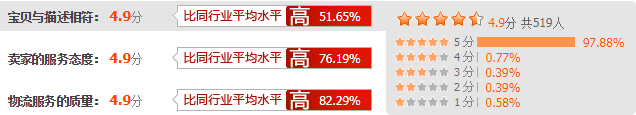 宝贝与描述相符： 4.9分 比同行业平均水平 高 51.65%
卖家的服务态度： 4.9分 比同行业平均水平 高 76.19%
物流服务的质量： 4.9分 比同行业平均水平 高 82.29%
4.9分 共519人
5分 97.88%
4分 0.77%
3分 0.39%
2分 0.39%
1分 0.58%